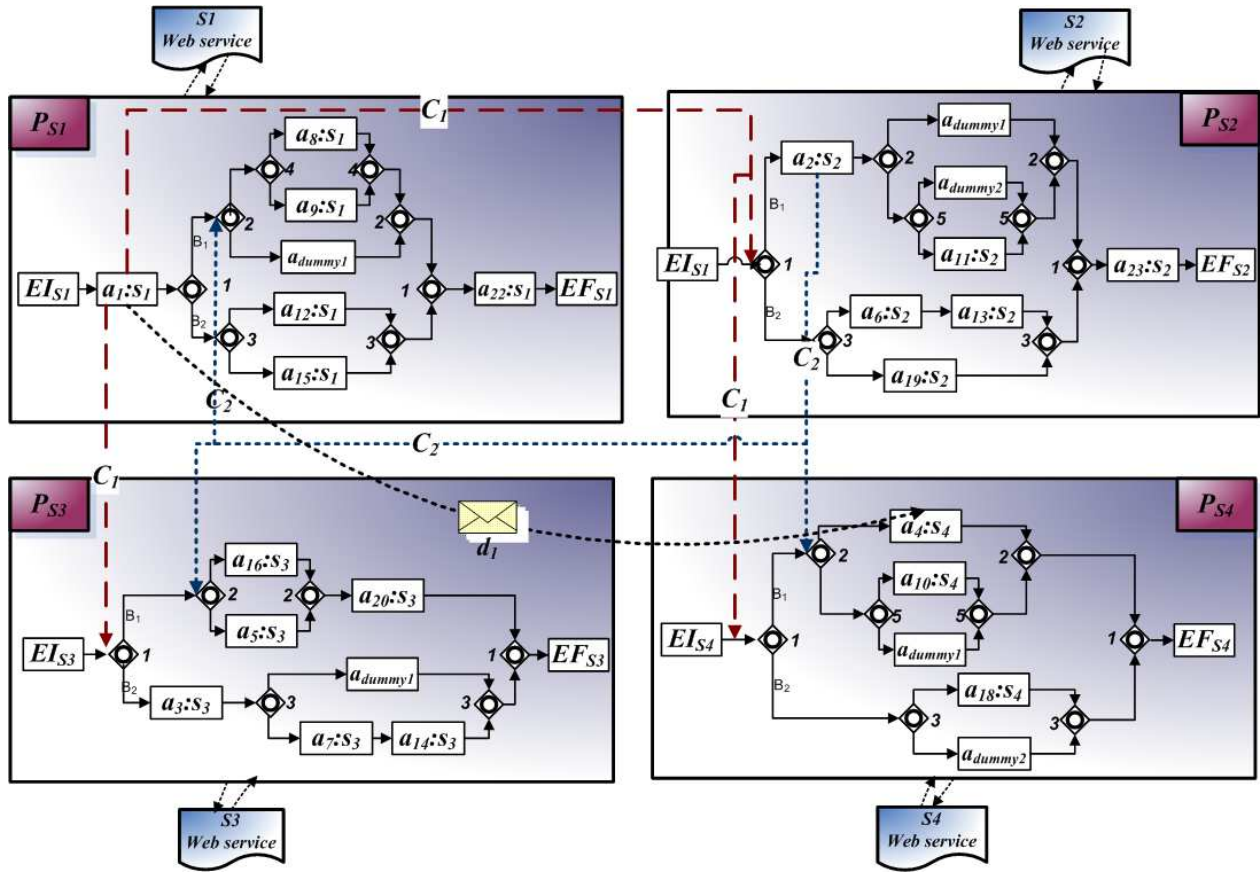 S1
Web service
S2
Web service
P_S1
C_1
P_S2
a_8:s_1
4
4
a_9:s_1
2
2
B_1
a_dummy1
EI_S1
a_1:s_1
1
1
a_22:s_1
EF_S1
B_2
a_12:s_1
3
3
a_15:s_1
C_2
a_dummy1
a_2:s_2
2
2
a_dummy2
B_1
5
5
a_11:s_2
EI_S1
1
1
a_23:s_2
EF_S2
B_2
a_6:s_2
a_13:s_2
3
3
C_2
a_19:s_2
C_1
C_2
C_1
P_S3
d_1
P_S4
a_16:s_3
2
2
a_20:s_3
B_1
a_5:s_3
EI_S3
1
1
EF_S3
B_2
a_dummy1
a_3:s_3
3
3
a_7:s_3
a_14:s_3
a_4:s_4
2
2
a_10:s_4
B_1
5
5
a_dummy1
EI_S4
1
1
EF_S4
B_2
a_18:s_4
3
3
a_dummy2
S3
Web service
S4
Web service